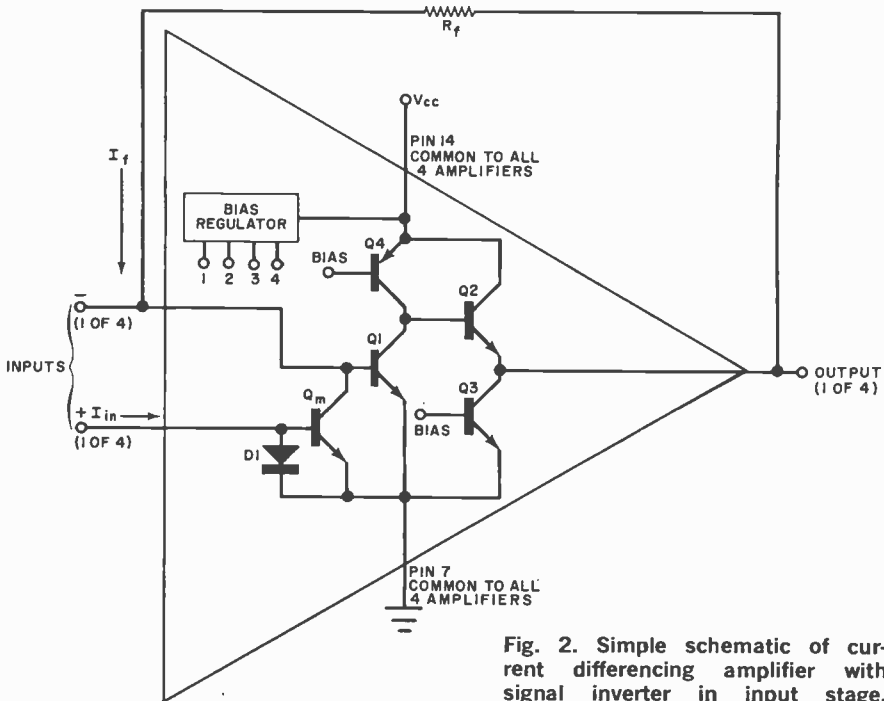 Rf
Vcc
PIN 14
COMMON TO ALL
4 AMPLIFIERS
If
BIAS
REGULATOR
1 2 3 4
BIAS
Q4
Q2
−
(1 OF 4)
Q1
INPUTS
OUTPUT
(1 OF 4)
Qm
Q3
+ Iin
(1 OF 4)
BIAS
D1
PIN 7
COMMON TO ALL
4 AMPLIFIERS
Fig. 2. Simple schematic of cur-
rent differencing amplifier with
signal inverter in input stage.